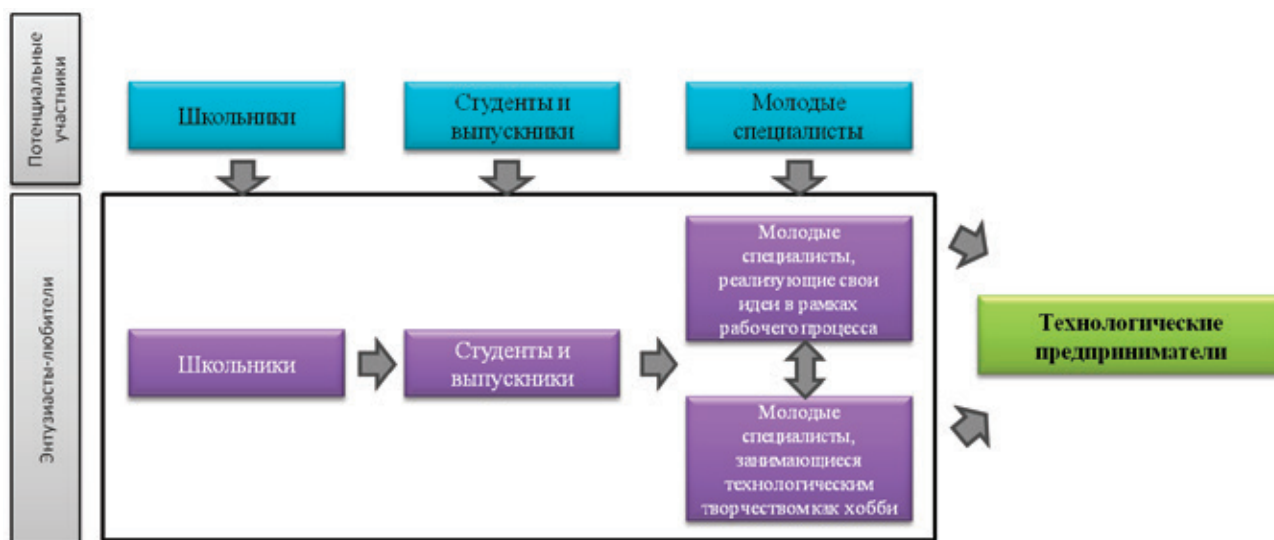 Потенциальные
участники
Школьники
Студенты и
выпускники
Молодые
специалисты
Энтузиасты-любители
Школьники
Студенты и
выпускники
Молодые
специалисты,
реализующие свои
идеи в рамках
рабочего процесса
Молодые
специалисты,
занимающиеся
технологическим
творчеством как хобби
Технологические
предприниматели